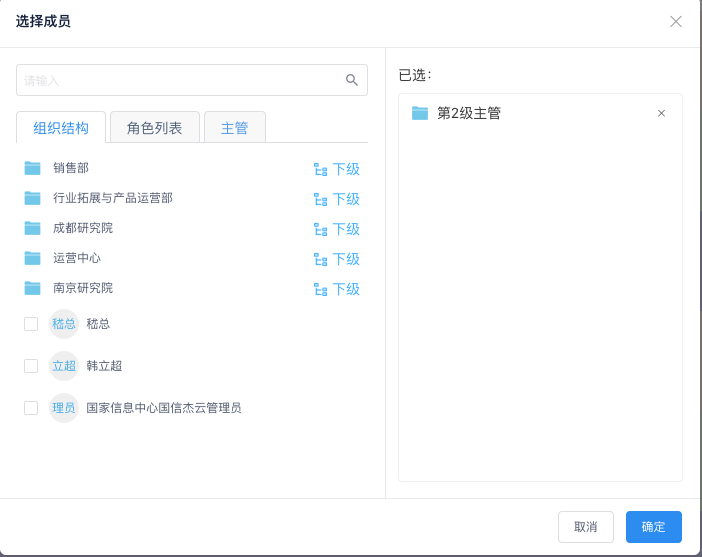 选择成员
请输入
组织结构
角色列表
主管
销售部
下级
行业拓展与产品运营部
下级
成都研究院
下级
运营中心
下级
南京研究院
下级
嵇总
嵇总
立超
韩立超
理员
国家信息中心国信杰云管理员
已选：
第2级主管
取消
确定